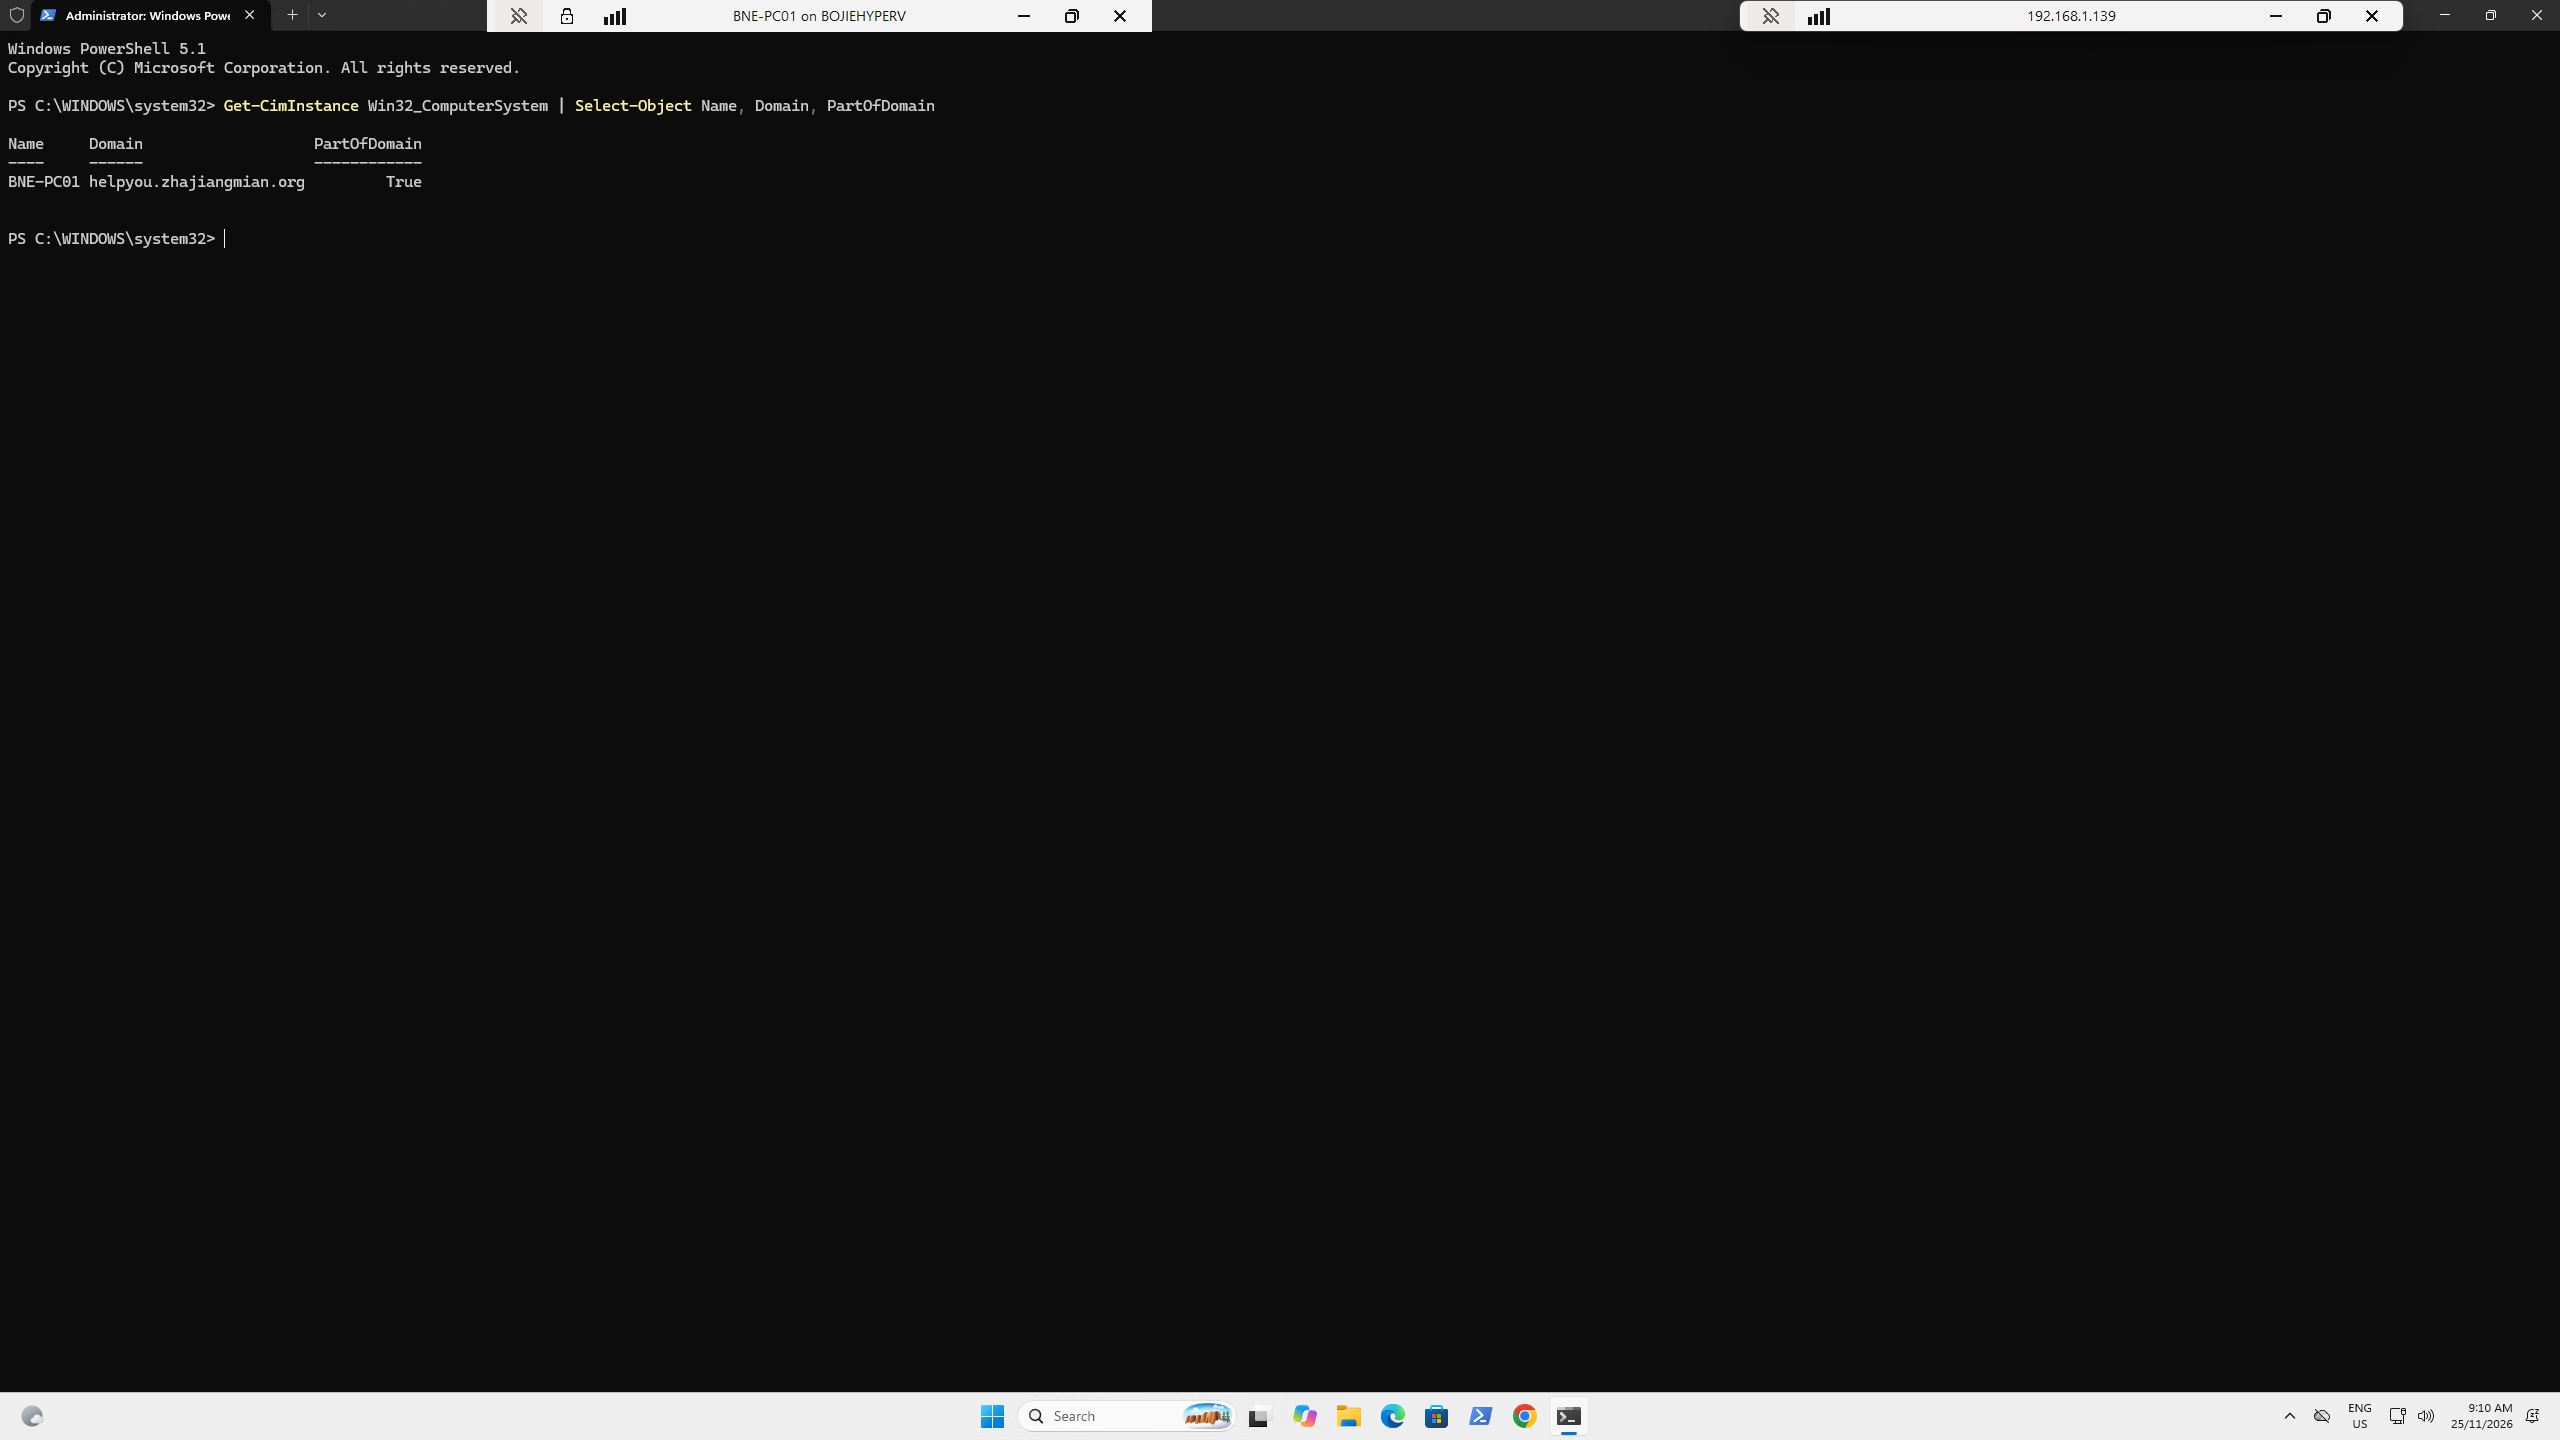 Administrator: Windows Powe
BNE-PC01 on BOJIEHYPERV
192.168.1.139
Windows PowerShell 5.1
Copyright (C) Microsoft Corporation. All rights reserved.
PS C:\WINDOWS\system32> Get-CimInstance Win32_ComputerSystem | Select-Object Name, Domain, PartOfDomain
Name     Domain                   PartOfDomain
----     ------                   ------------
BNE-PC01 helpyou.zhajiangmian.org         True
PS C:\WINDOWS\system32>
Search
ENG
US
9:10 AM
25/11/2026